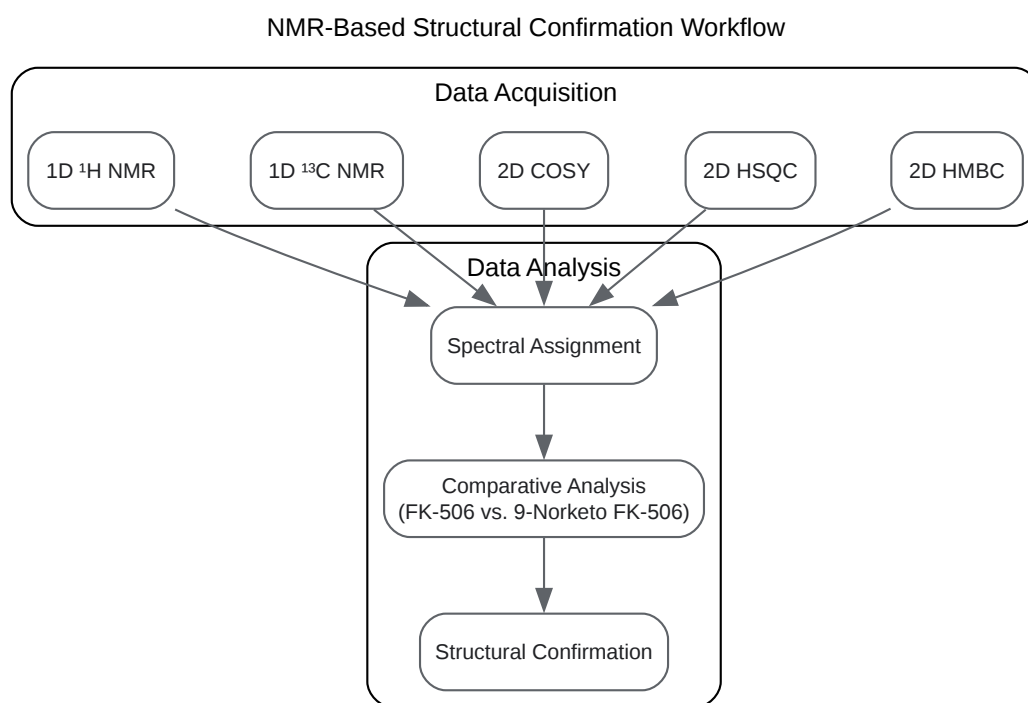 NMR-Based Structural Confirmation Workflow
Data Acquisition
1D ¹H NMR
1D ¹³C NMR
2D COSY
2D HSQC
2D HMBC
Data Analysis
Spectral Assignment
Comparative Analysis
(FK-506 vs. 9-Norketo FK-506)
Structural Confirmation